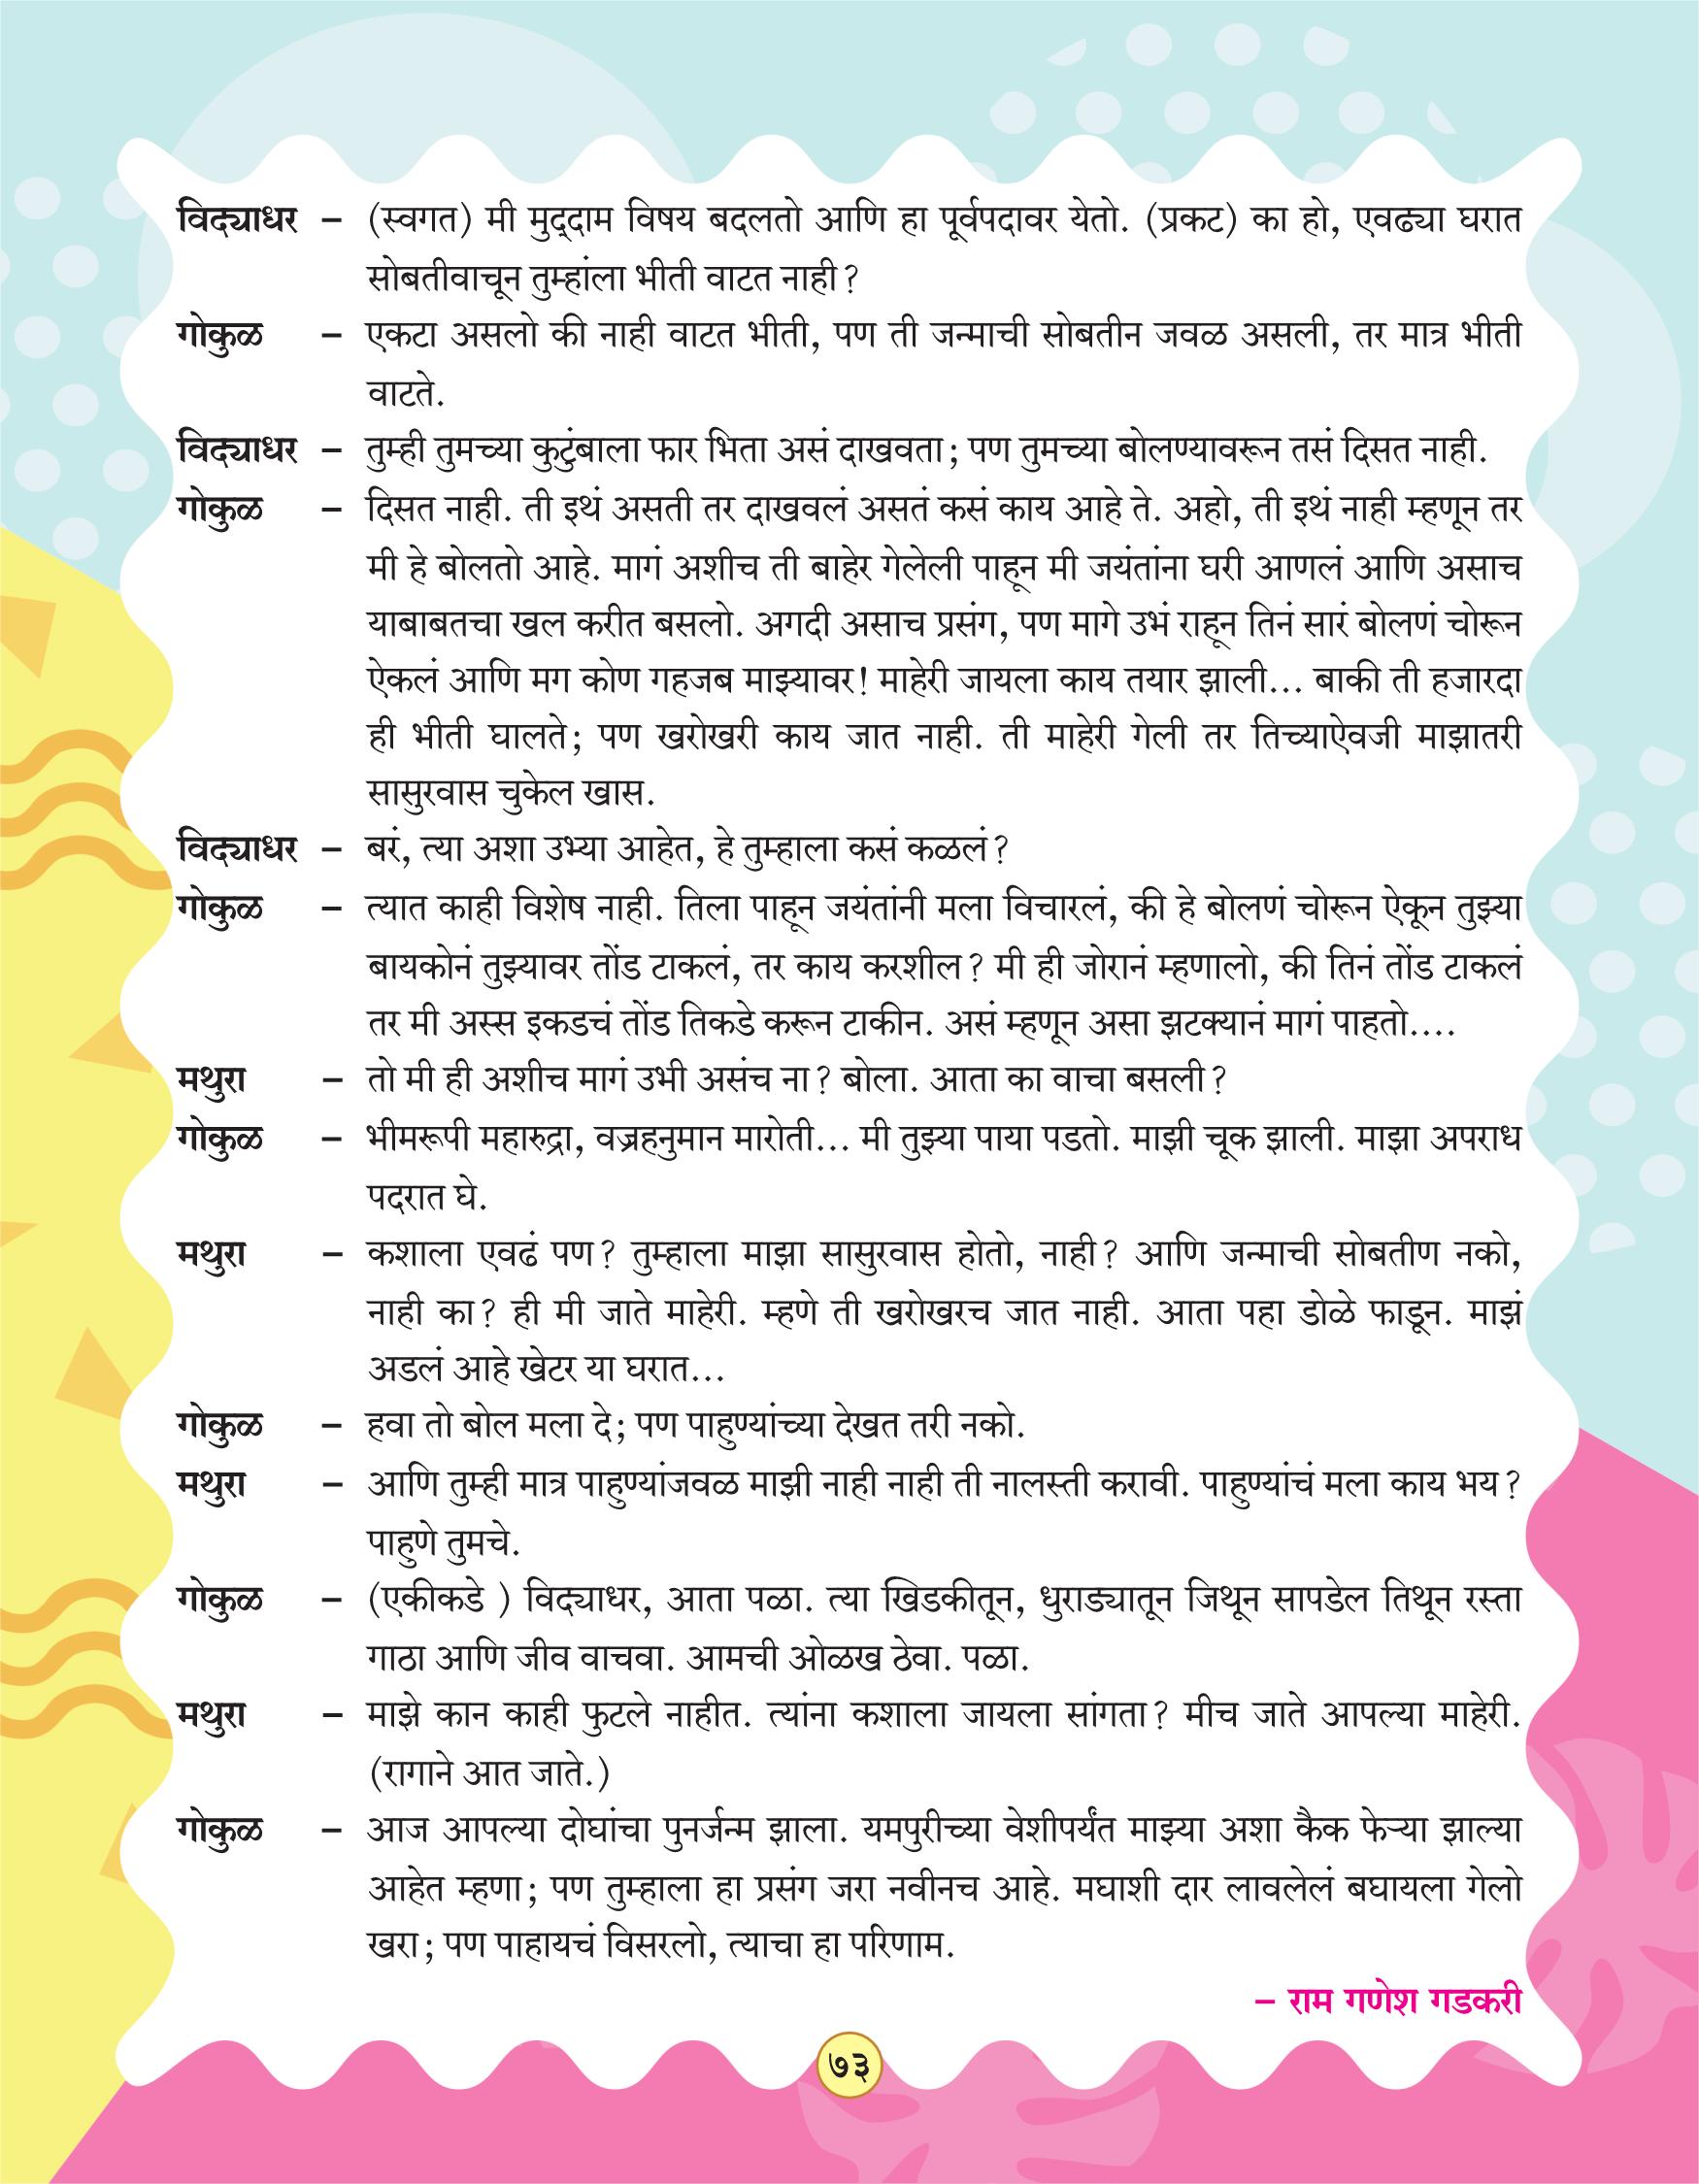 विद्याधर – (स्वगत) मी मुद्‌दाम विषय बदलतो आणि हा पूर्वपदावर येतो. (प्रकट) का हो, एवढ्या घरात
सोबतीवाचून तुम्हांला भीती वाटत नाही?
गोकुळ – एकटा असलो की नाही वाटत भीती, पण ती जन्माची सोबतीन जवळ असली, तर मात्र भीती
वाटते.
विद्याधर – तुम्ही तुमच्या कुटुंबाला फार भिता असं दाखवता; पण तुमच्या बोलण्यावरून तसं दिसत नाही.
गोकुळ – दिसत नाही. ती इथं असती तर दाखवलं असतं कसं काय आहे ते. अहो, ती इथं नाही म्हणून तर
मी हे बोलतो आहे. मागं अशीच ती बाहेर गेलेली पाहून मी जयंतांना घरी आणलं आणि असाच
याबाबतचा खल करीत बसलो. अगदी असाच प्रसंग, पण मागे उभं राहून तिनं सारं बोलणं चोरून
ऐकलं आणि मग कोण गहजब माझ्यावर! माहेरी जायला काय तयार झाली... बाकी ती हजारदा
ही भीती घालते; पण खरोखरी काय जात नाही. ती माहेरी गेली तर तिच्याऐवजी माझातरी
सासुरवास चुकेल खास.
विद्याधर – बरं, त्या अशा उभ्या आहेत, हे तुम्हाला कसं कळलं?
गोकुळ – त्यात काही विशेष नाही. तिला पाहून जयंतांनी मला विचारलं, की हे बोलणं चोरून ऐकून तुझ्या
बायकोनं तुझ्यावर तोंड टाकलं, तर काय करशील? मी ही जोरानं म्हणालो, की तिनं तोंड टाकलं
तर मी अस्स इकडचं तोंड तिकडे करून टाकीन. असं म्हणून असा झटक्यानं मागं पाहतो....
मथुरा – तो मी ही अशीच मागं उभी असंच ना? बोला. आता का वाचा बसली?
गोकुळ – भीमरूपी महारुद्रा, वज्रहनुमान मारोती... मी तुझ्या पाया पडतो. माझी चूक झाली. माझा अपराध
पदरात घे.
मथुरा – कशाला एवढं पण? तुम्हाला माझा सासुरवास होतो, नाही? आणि जन्माची सोबतीण नको,
नाही का? ही मी जाते माहेरी. म्हणे ती खरोखरच जात नाही. आता पहा डोळे फाडून. माझं
अडलं आहे खेटर या घरात...
गोकुळ – हवा तो बोल मला दे; पण पाहुण्यांच्या देखत तरी नको.
मथुरा – आणि तुम्ही मात्र पाहुण्यांजवळ माझी नाही नाही ती नालस्ती करावी. पाहुण्यांचं मला काय भय?
पाहुणे तुमचे.
गोकुळ – (एकीकडे ) विद्याधर, आता पळा. त्या खिडकीतून, धुराड्यातून जिथून सापडेल तिथून रस्ता
गाठा आणि जीव वाचवा. आमची ओळख ठेवा. पळा.
मथुरा – माझे कान काही फुटले नाहीत. त्यांना कशाला जायला सांगता? मीच जाते आपल्या माहेरी.
(रागाने आत जाते.)
गोकुळ – आज आपल्या दोघांचा पुनर्जन्म झाला. यमपुरीच्या वेशीपर्यंत माझ्या अशा कैक फेऱ्या झाल्या
आहेत म्हणा; पण तुम्हाला हा प्रसंग जरा नवीनच आहे. मघाशी दार लावलेलं बघायला गेलो
खरा; पण पाहायचं विसरलो, त्याचा हा परिणाम.
– राम गणेश गडकरी
७३